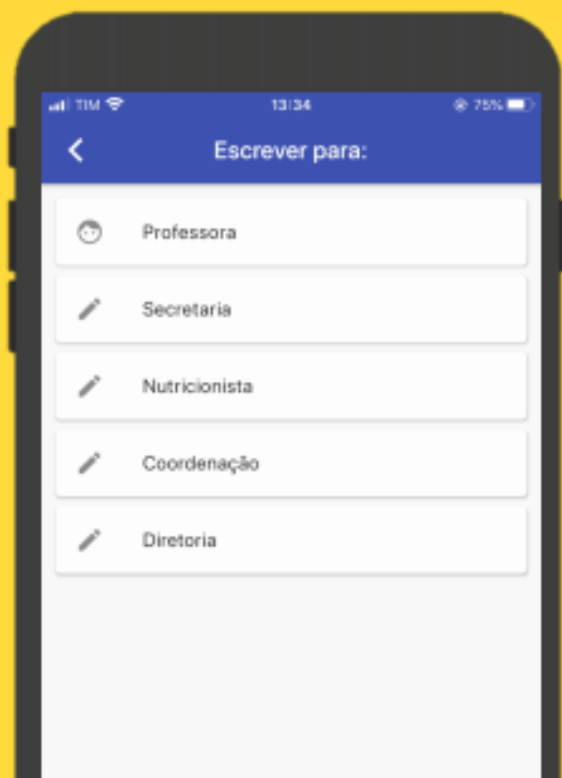 TIM 13:34 75%
Escrever para:
Professora
Secretaria
Nutricionista
Coordenação
Diretoria